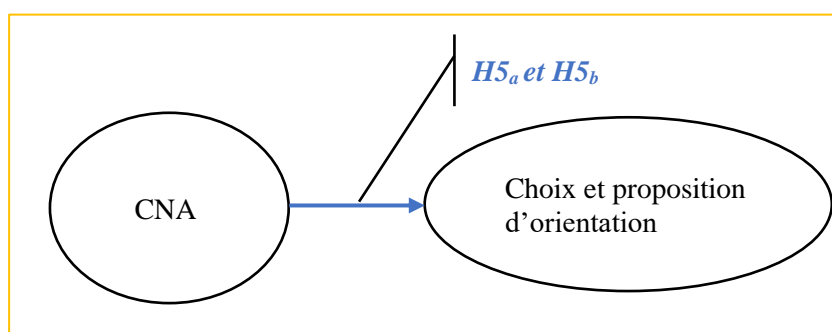 H5a et H5b
CNA
Choix et proposition
d’orientation